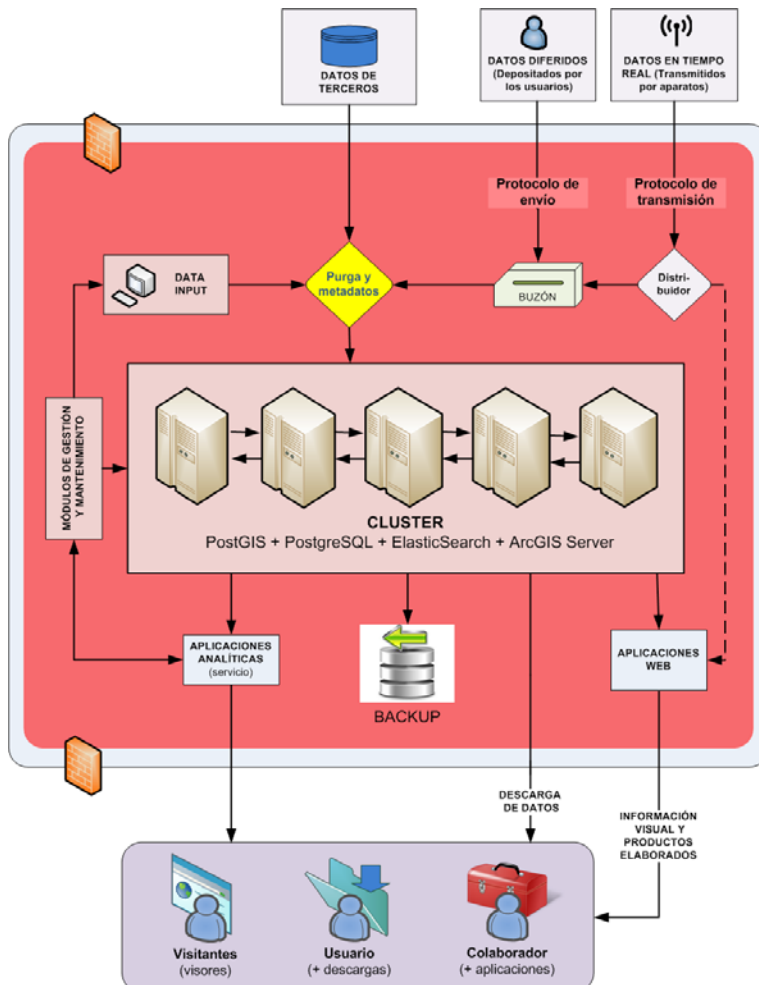 DATOS DE
TERCEROS
DATOS DIFERIDOS
(Depositados por
los usuarios)
DATOS EN TIEMPO
REAL (Transmitidos
por aparatos)
Protocolo de
envío
Protocolo de
transmisión
DATA
INPUT
Purga y
metadatos
BUZÓN
Distri-
buidor
MÓDULOS DE GESTIÓN
Y MANTENIMIENTO
CLUSTER
PostGIS + PostgreSQL + ElasticSearch + ArcGIS Server
APLICACIONES
ANALÍTICAS
(servicio)
BACKUP
APLICACIONES
WEB
DESCARGA
DE DATOS
INFORMACIÓN
VISUAL Y
PRODUCTOS
ELABORADOS
Visitantes
(visores)
Usuario
(+ descargas)
Colaborador
(+ aplicaciones)